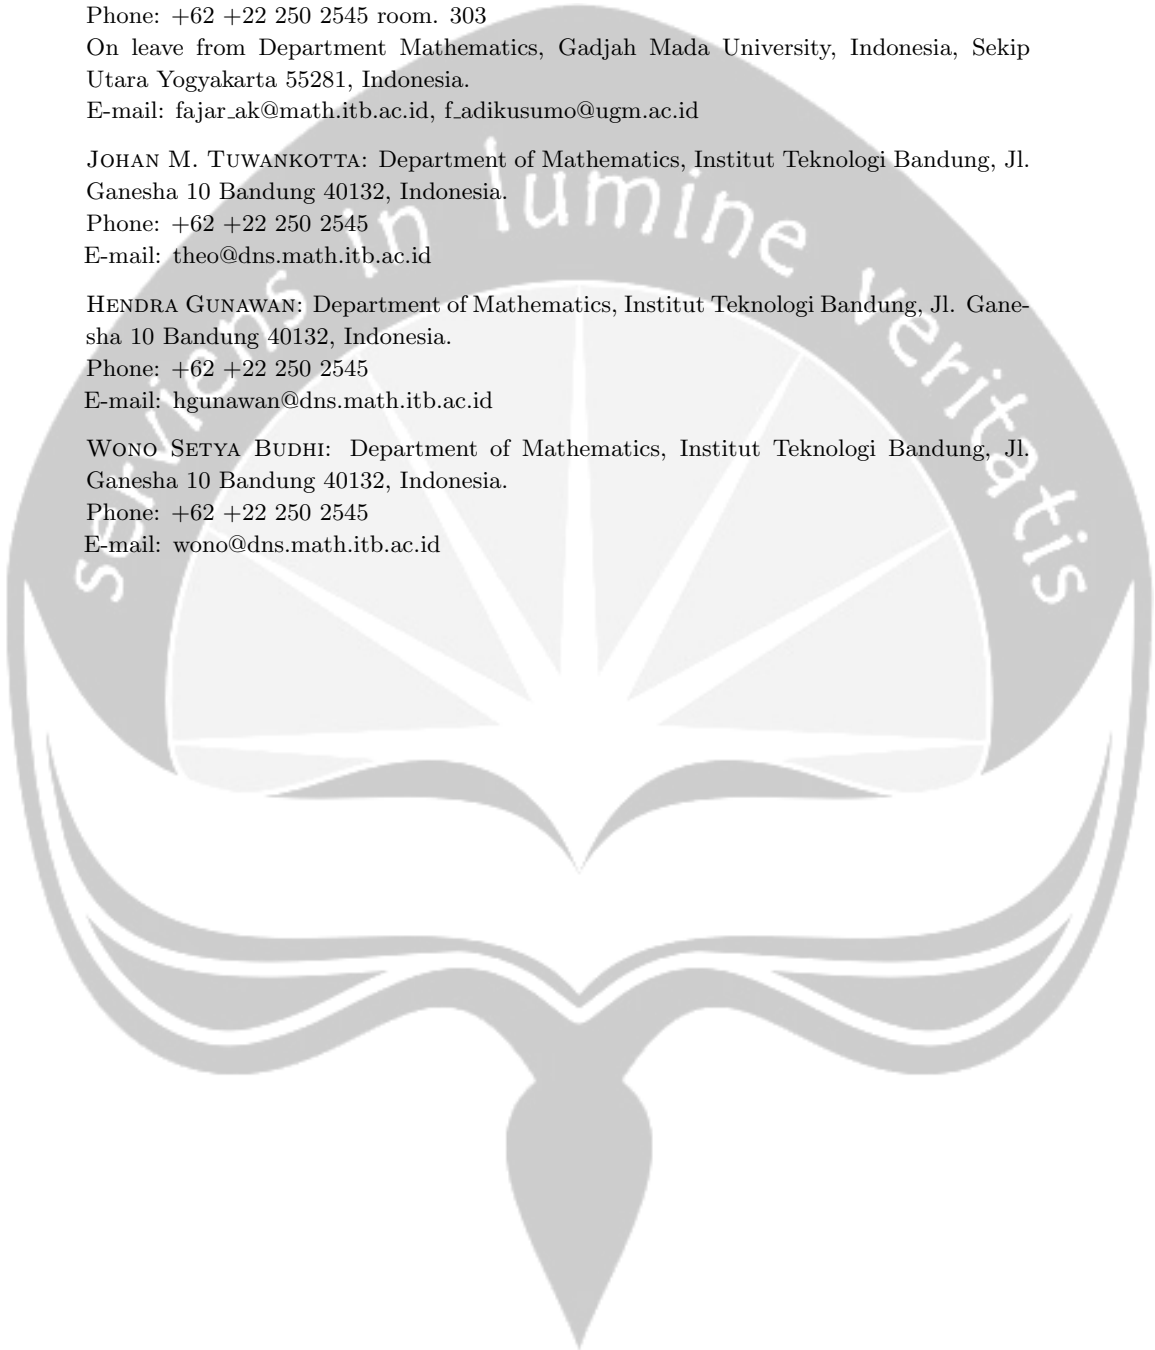 Phone: +62 +22 250 2545 room. 303
On leave from Department Mathematics, Gadjah Mada University, Indonesia, Sekip
Utara Yogyakarta 55281, Indonesia.
E-mail: fajar_ak@math.itb.ac.id, f_adikusumo@ugm.ac.id
JOHAN M. TUWANKOTTA: Department of Mathematics, Institut Teknologi Bandung, Jl.
Ganesha 10 Bandung 40132, Indonesia.
Phone: +62 +22 250 2545
E-mail: theo@dns.math.itb.ac.id
HENDRA GUNAWAN: Department of Mathematics, Institut Teknologi Bandung, Jl. Gane-
sha 10 Bandung 40132, Indonesia.
Phone: +62 +22 250 2545
E-mail: hgunawan@dns.math.itb.ac.id
WONO SETYA BUDHI: Department of Mathematics, Institut Teknologi Bandung, Jl.
Ganesha 10 Bandung 40132, Indonesia.
Phone: +62 +22 250 2545
E-mail: wono@dns.math.itb.ac.id
serviens in lumine veritatis